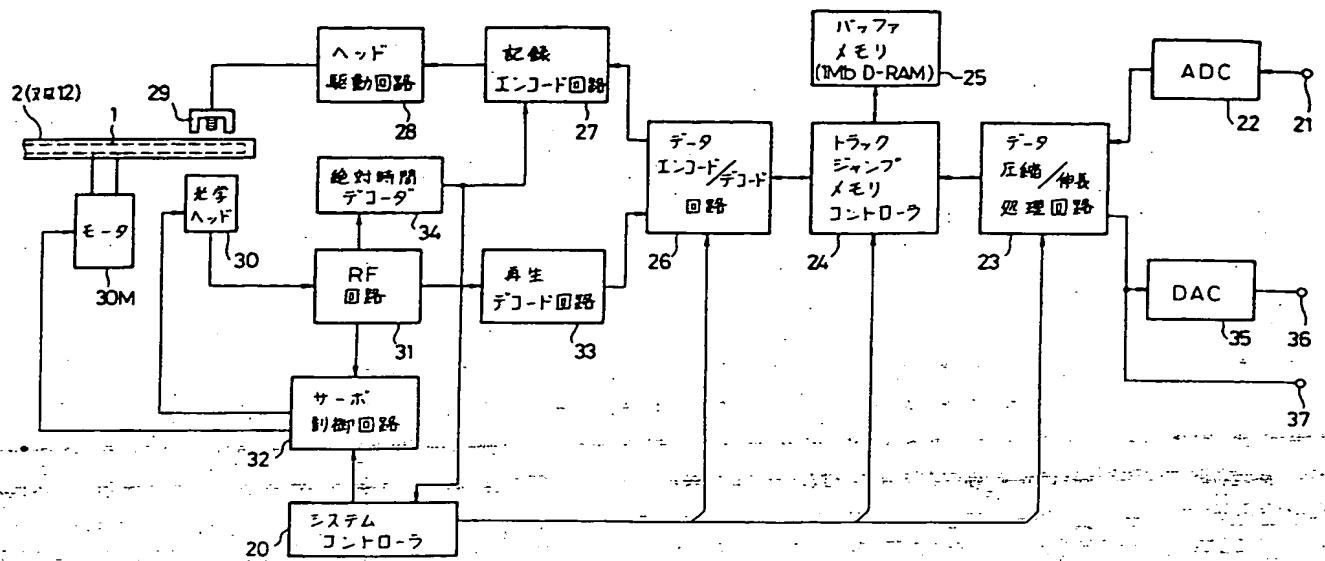 バッファ
メモリ
(1Mb D-RAM)
25
ヘッド
駆動回路
28
記録
エンコード回路
27
ADC
22
21
2(又は12)
1
29
データ
エンコード/デコード
回路
26
トラック
ジャンプ
メモリ
コントローラ
24
データ
圧縮/伸長
処理回路
23
絶対時間
デコーダ
34
光学
ヘッド
30
モータ
30M
RF
回路
31
再生
デコード回路
33
DAC
35
36
37
サーボ
制御回路
32
システム
コントローラ
20